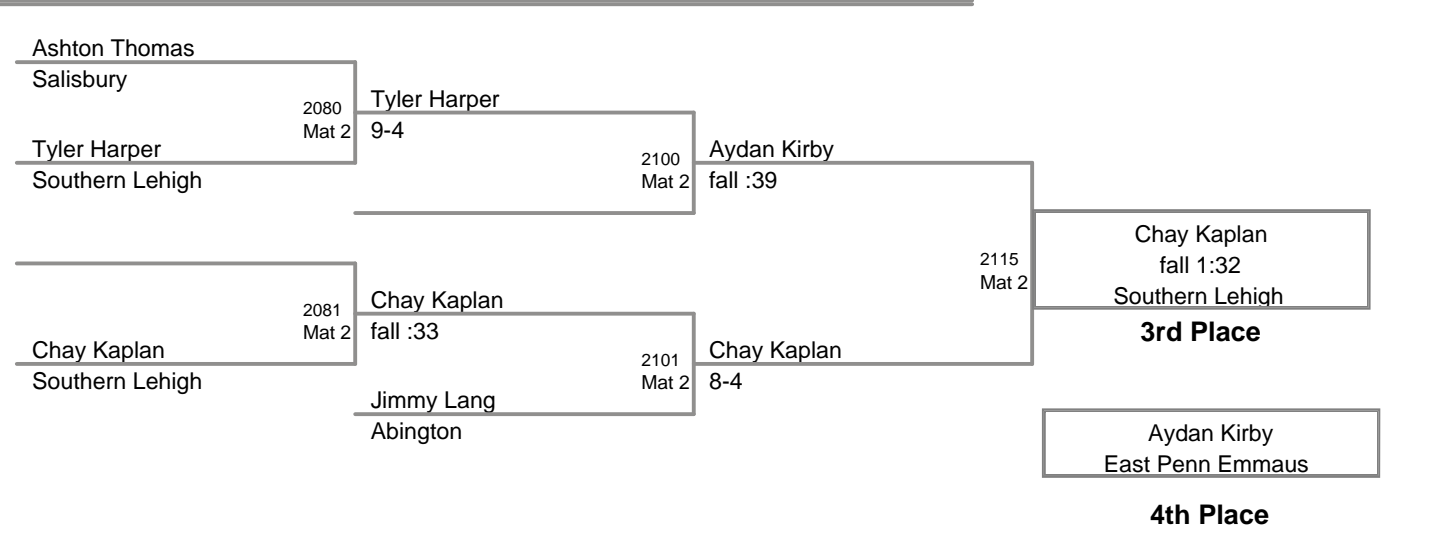 Ashton Thomas
Salisbury
2080
Mat 2
Tyler Harper
9-4
Tyler Harper
Southern Lehigh
2100
Mat 2
Aydan Kirby
fall :39
2081
Mat 2
Chay Kaplan
fall :33
Chay Kaplan
Southern Lehigh
2101
Mat 2
Chay Kaplan
8-4
Jimmy Lang
Abington
2115
Mat 2
Chay Kaplan
fall 1:32
Southern Lehigh
3rd Place
Aydan Kirby
East Penn Emmaus
4th Place